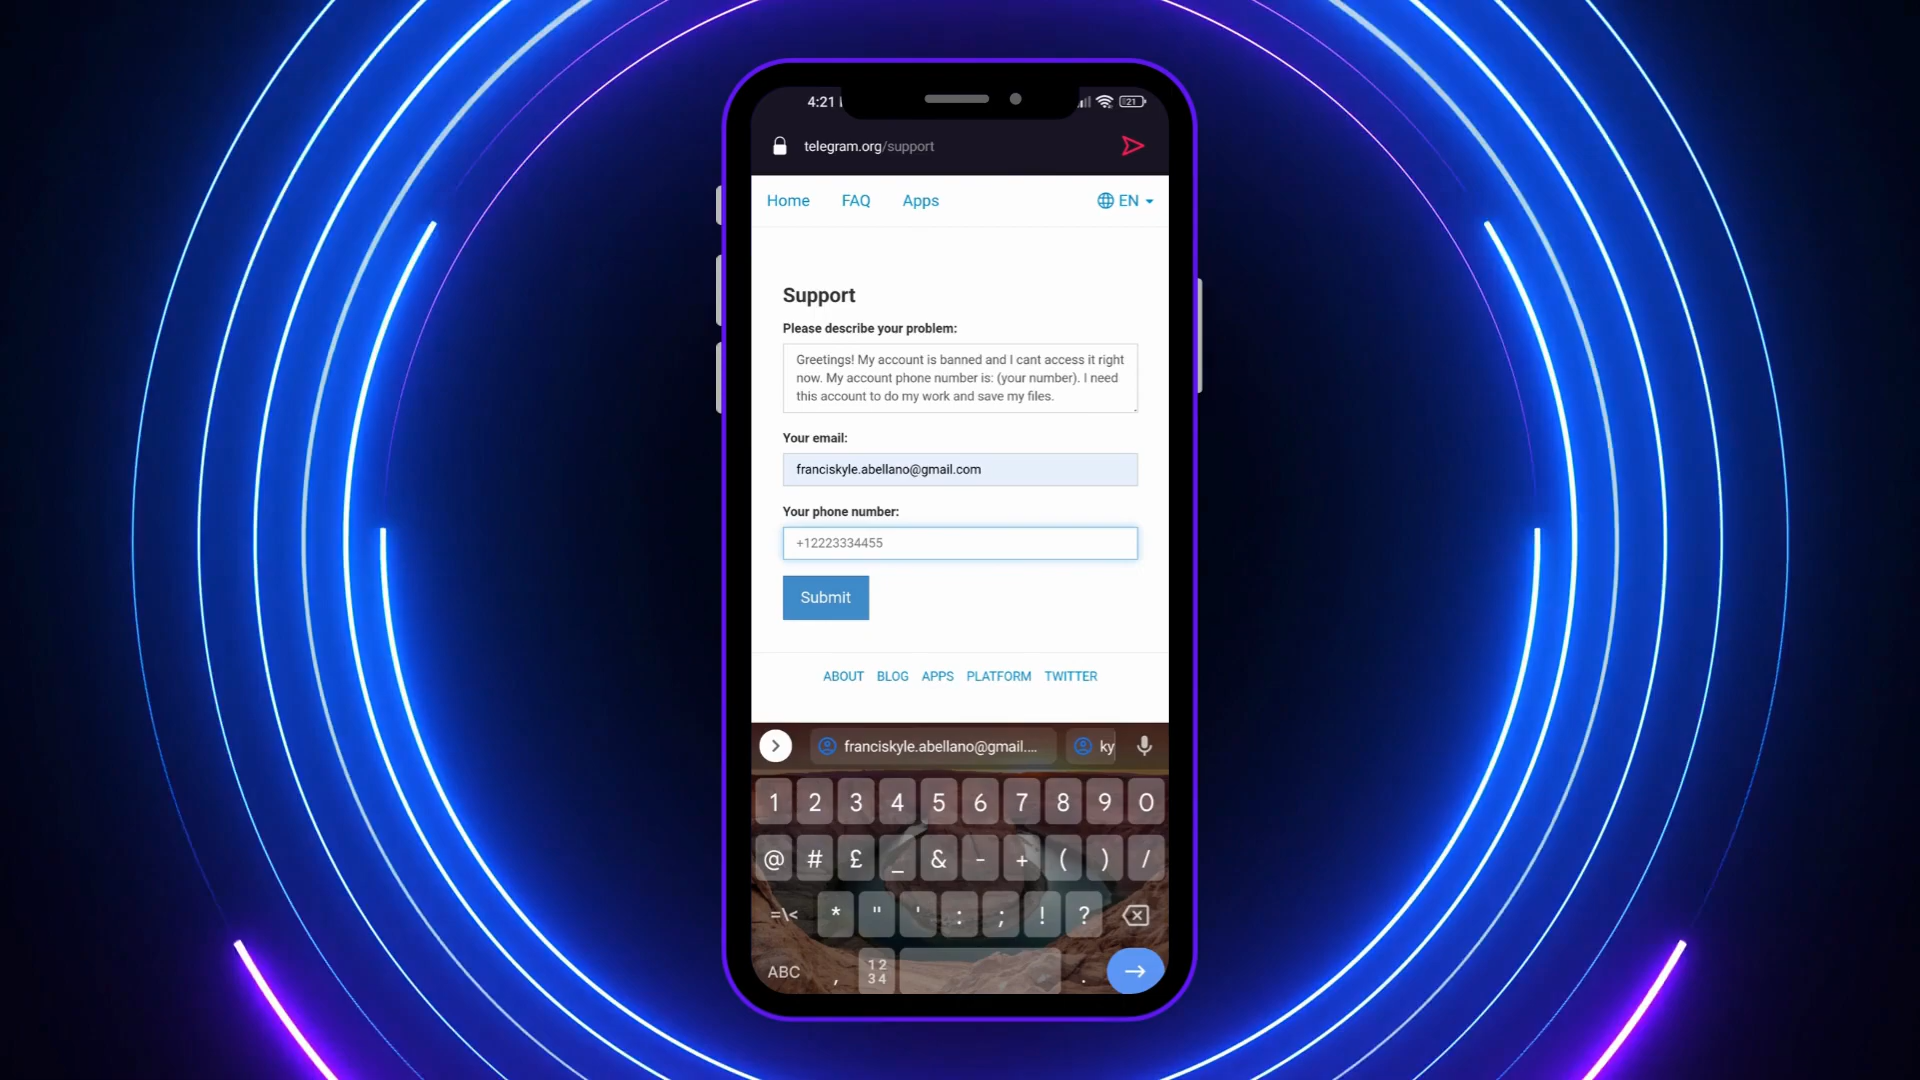 4:21
21
telegram.org/support
Home FAQ Apps EN
Support
Please describe your problem:
Greetings! My account is banned and I cant access it right
now. My account phone number is: (your number). I need
this account to do my work and save my files.
Your email:
franciskyle.abellano@gmail.com
Your phone number:
+12223334455
Submit
ABOUT BLOG APPS PLATFORM TWITTER
franciskyle.abellano@gmail.... ky
1 2 3 4 5 6 7 8 9 0
@ # £ _ & - + ( ) /
=\< * " ' : ; ! ?
ABC , 12 .
34